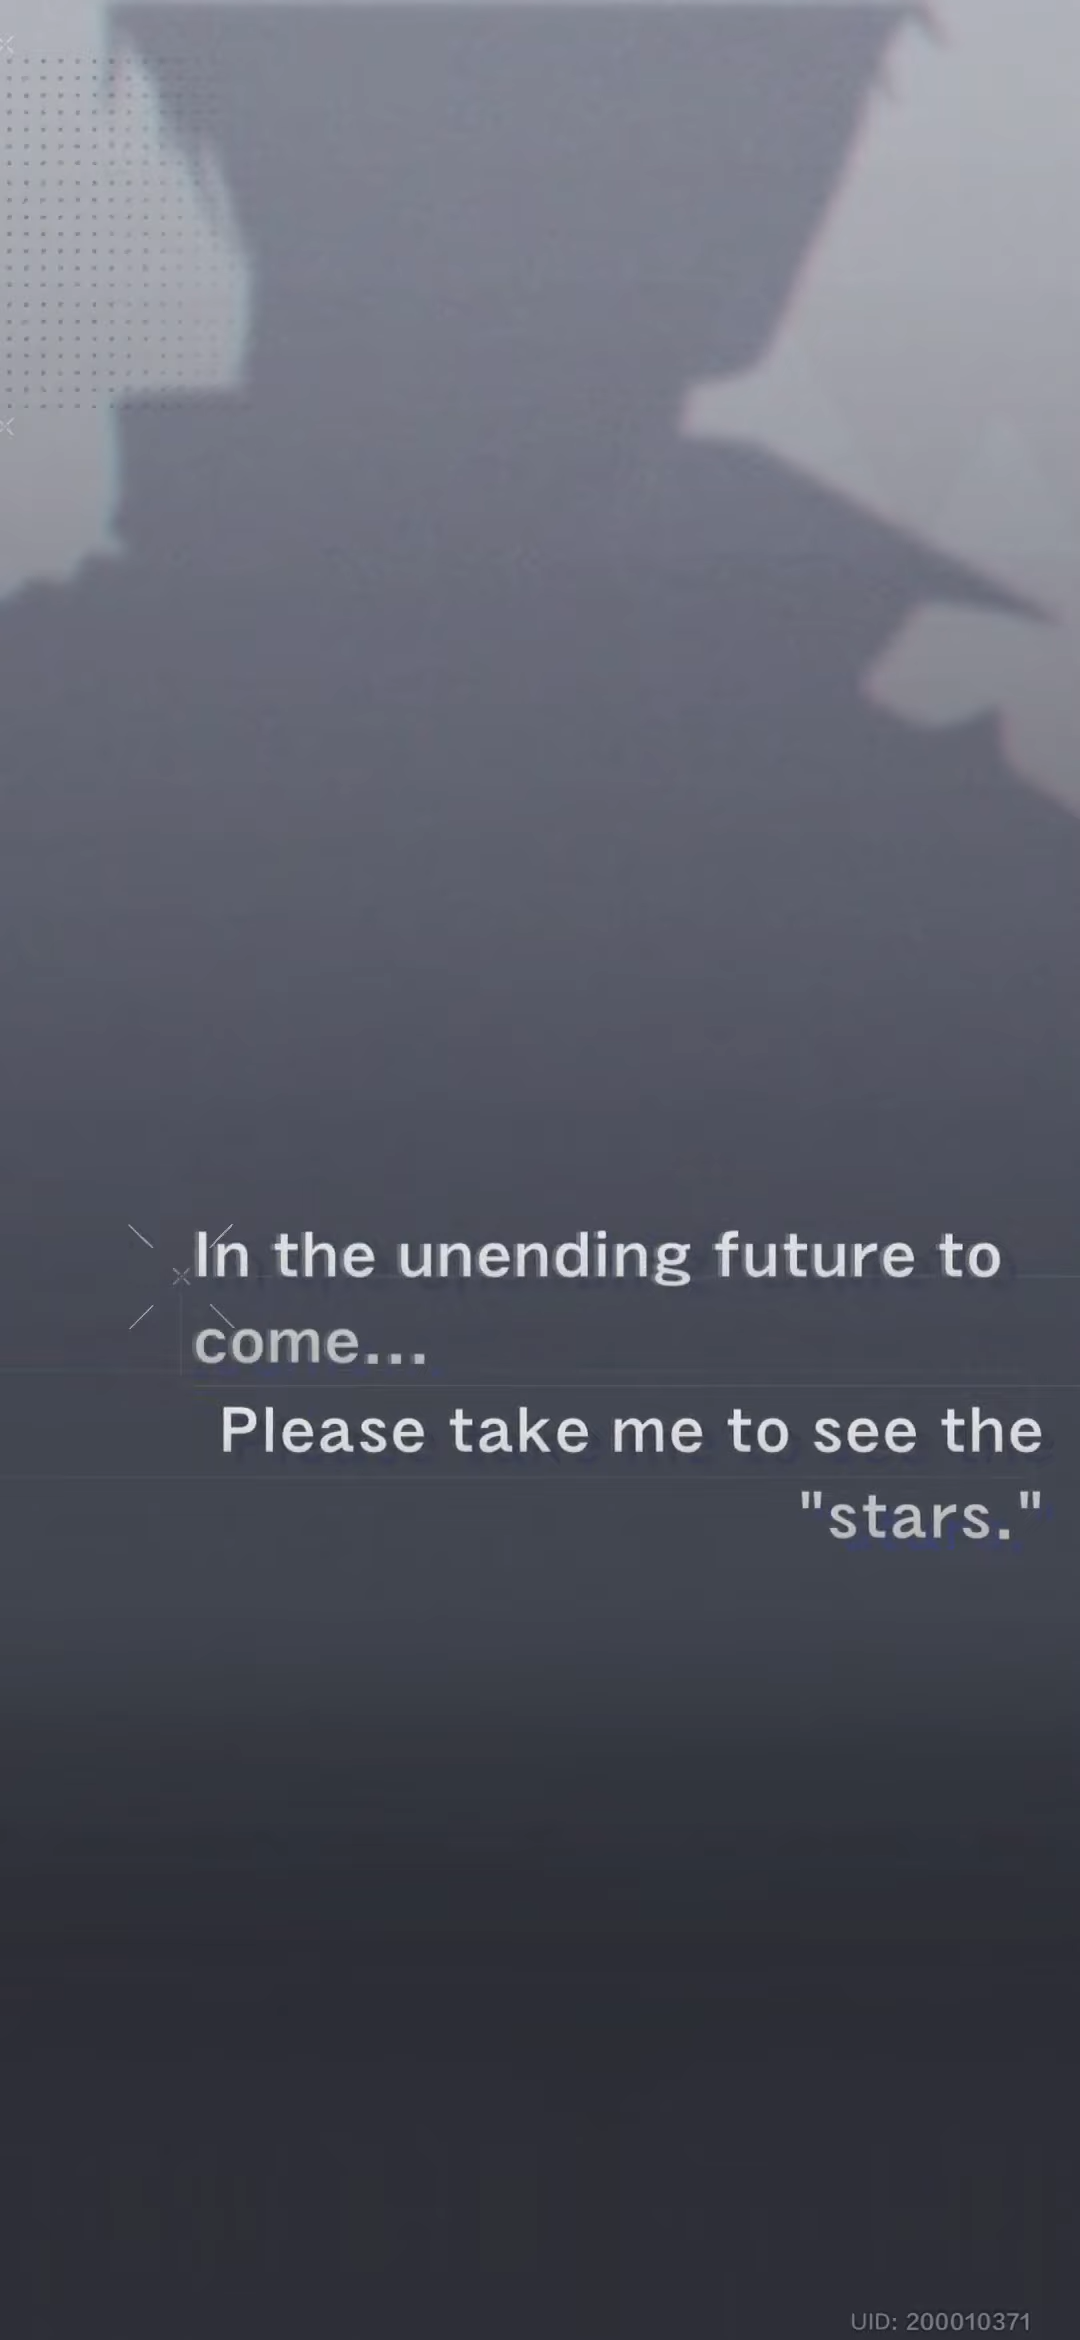 In the unending future to
come...
Please take me to see the
"stars."
UID: 200010371